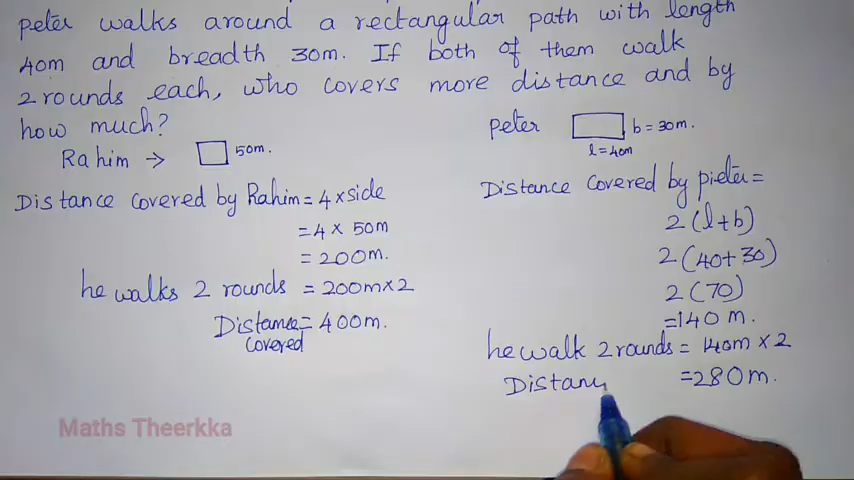 peter walks around a rectangular path with length
40m and breadth 30m. If both of them walk
2 rounds each, who covers more distance and by
how much?
Rahim → 50m.
Distance covered by Rahim = 4 x side
= 4 x 50m
= 200m.
he walks 2 rounds = 200m x 2
Distance = 400m.
covered
peter b = 30m.
l = 40m
Distance covered by pieter =
2 (l+b)
2 (40+30)
2 (70)
= 140 m.
he walk 2 rounds = 140m x 2
Distan = 280m.
Maths Theerkka